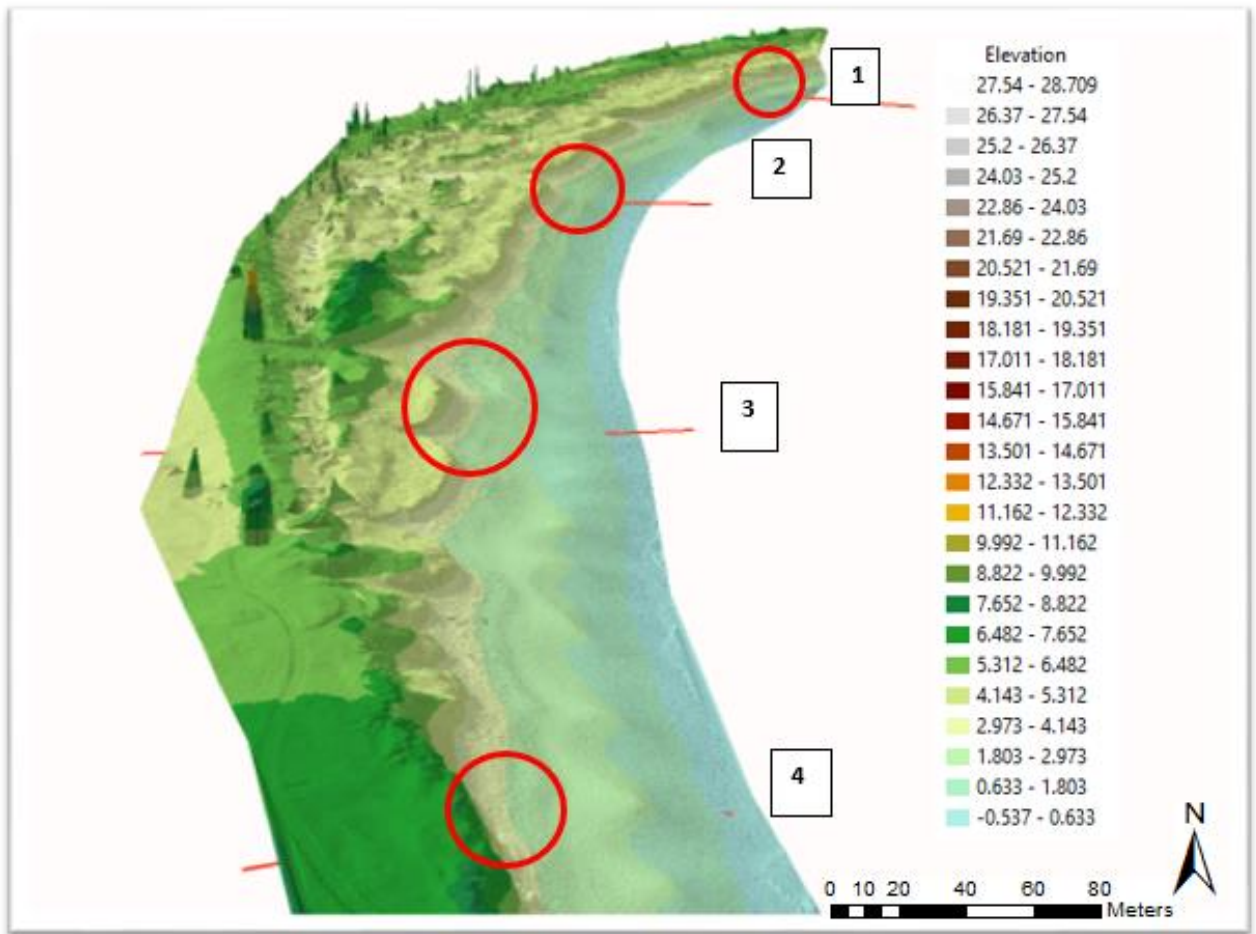 1
2
3
4
Elevation
27.54 - 28.709
26.37 - 27.54
25.2 - 26.37
24.03 - 25.2
22.86 - 24.03
21.69 - 22.86
20.521 - 21.69
19.351 - 20.521
18.181 - 19.351
17.011 - 18.181
15.841 - 17.011
14.671 - 15.841
13.501 - 14.671
12.332 - 13.501
11.162 - 12.332
9.992 - 11.162
8.822 - 9.992
7.652 - 8.822
6.482 - 7.652
5.312 - 6.482
4.143 - 5.312
2.973 - 4.143
1.803 - 2.973
0.633 - 1.803
-0.537 - 0.633
N
0 10 20 40 60 80
Meters